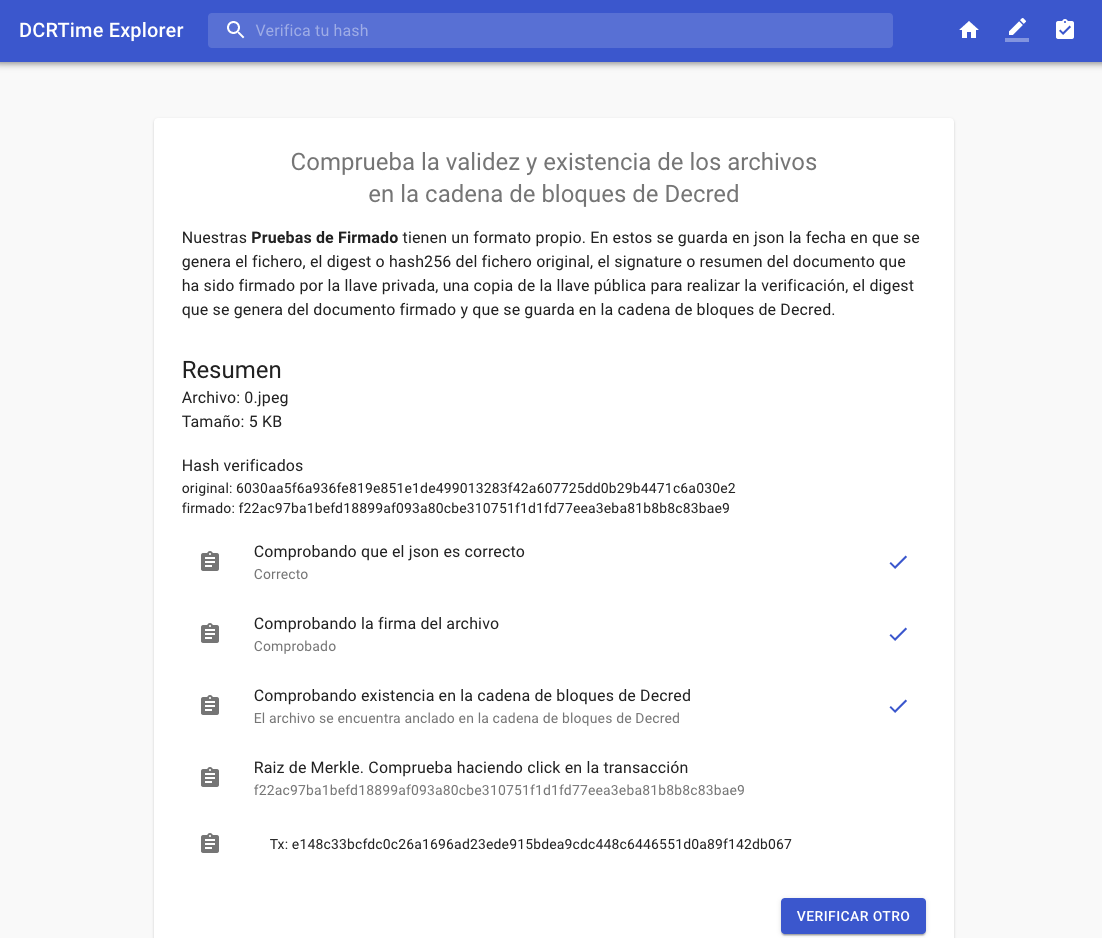 DCRTime Explorer
Verifica tu hash
Comprueba la validez y existencia de los archivos
en la cadena de bloques de Decred
Nuestras Pruebas de Firmado tienen un formato propio. En estos se guarda en json la fecha en que se
genera el fichero, el digest o hash256 del fichero original, el signature o resumen del documento que
ha sido firmado por la llave privada, una copia de la llave pública para realizar la verificación, el digest
que se genera del documento firmado y que se guarda en la cadena de bloques de Decred.
Resumen
Archivo: 0.jpeg
Tamaño: 5 KB
Hash verificados
original: 6030aa5f6a936fe819e851e1de499013283f42a607725dd0b29b4471c6a030e2
firmado: f22ac97ba1befd18899af093a80cbe310751f1d1fd77eea3eba81b8b8c83bae9
Comprobando que el json es correcto
Correcto
Comprobando la firma del archivo
Comprobado
Comprobando existencia en la cadena de bloques de Decred
El archivo se encuentra anclado en la cadena de bloques de Decred
Raiz de Merkle. Comprueba haciendo click en la transacción
f22ac97ba1befd18899af093a80cbe310751f1d1fd77eea3eba81b8b8c83bae9
Tx: e148c33bcfdc0c26a1696ad23ede915bdea9cdc448c6446551d0a89f142db067
VERIFICAR OTRO